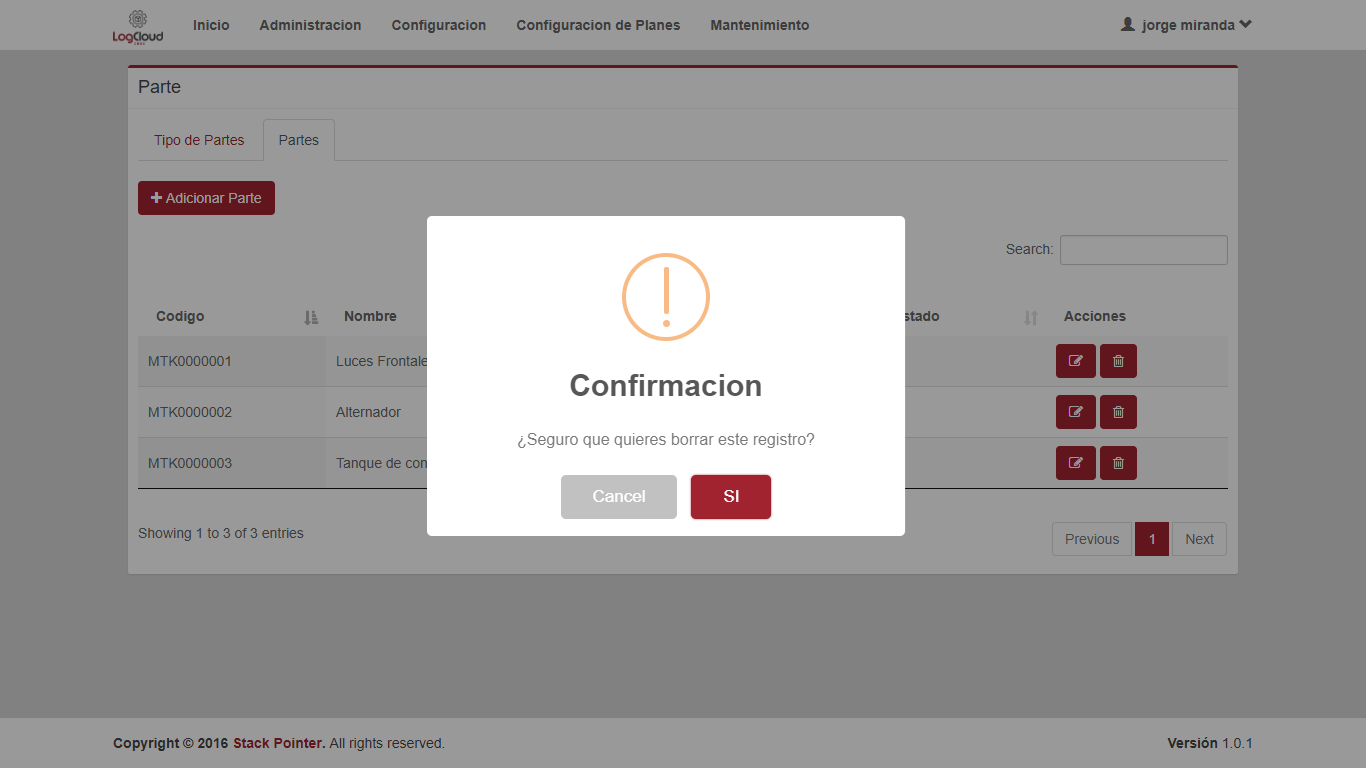 LogCloud
Inicio Administracion Configuracion Configuracion de Planes Mantenimiento jorge miranda
Parte
Tipo de Partes Partes
Adicionar Parte
Search:
Codigo Nombre stado Acciones
MTK0000001 Luces Frontale
MTK0000002 Alternador
MTK0000003 Tanque de con
Confirmacion
¿Seguro que quieres borrar este registro?
Cancel SI
Showing 1 to 3 of 3 entries
Previous 1 Next
Copyright © 2016 Stack Pointer. All rights reserved. Versión 1.0.1